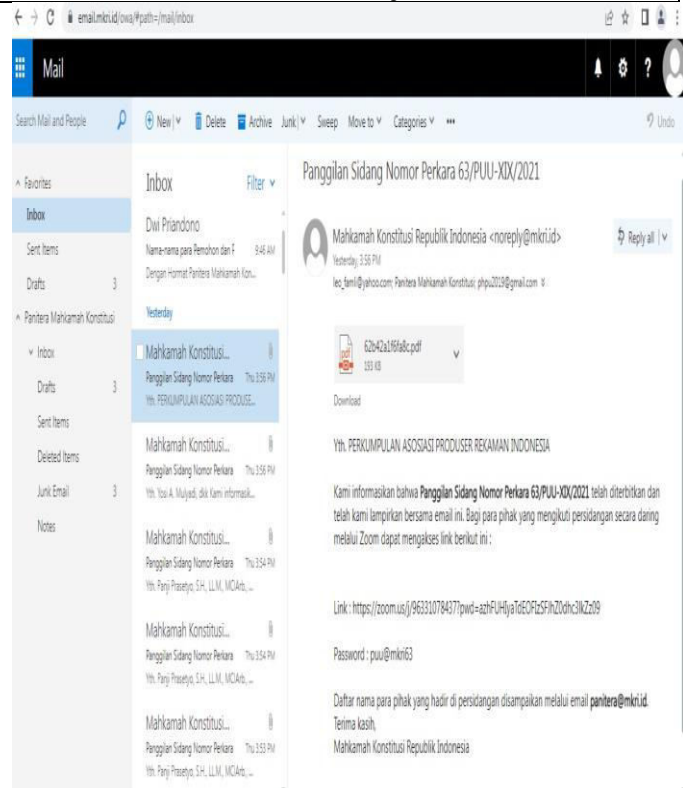 email.mkri.id/owa/#path=/mail/inbox
Mail
Search Mail and People
New
Delete
Archive
Junk
Sweep
Move to
Categories
Undo
Favorites
Inbox
Sent Items
Drafts 3
Panitera Mahkamah Konstitusi
Inbox
Drafts 3
Sent Items
Deleted Items
Junk Email 3
Notes
Inbox Filter
Dwi Priandono
Nama-nama para Pemohon dan F 9:46 AM
Dengan Hormat Panitera Mahkamah Kon...
Yesterday
Mahkamah Konstitusi...
Panggilan Sidang Nomor Perkara Thu 3:56 PM
Yth. PERKUMPULAN ASOSIASI PRODUSE...
Mahkamah Konstitusi...
Panggilan Sidang Nomor Perkara Thu 3:56 PM
Yth. Yosi A. Mulyadi, dkk Kami informasik...
Mahkamah Konstitusi...
Panggilan Sidang Nomor Perkara Thu 3:54 PM
Yth. Panji Prasetyo, S.H., LL.M., MCIArb., ...
Mahkamah Konstitusi...
Panggilan Sidang Nomor Perkara Thu 3:54 PM
Yth. Panji Prasetyo, S.H., LL.M., MCIArb., ...
Mahkamah Konstitusi...
Panggilan Sidang Nomor Perkara Thu 3:53 PM
Yth. Panji Prasetyo, S.H., LL.M., MCIArb., ...
Panggilan Sidang Nomor Perkara 63/PUU-XIX/2021
Mahkamah Konstitusi Republik Indonesia <noreply@mkri.id>
Reply all
Yesterday, 3:56 PM
leo_famli@yahoo.com; Panitera Mahkamah Konstitusi; phpu2019@gmail.com
pdf
62b42a1f6fa8c.pdf
193 KB
Download
Yth. PERKUMPULAN ASOSIASI PRODUSER REKAMAN INDONESIA
Kami informasikan bahwa Panggilan Sidang Nomor Perkara 63/PUU-XIX/2021 telah diterbitkan dan
telah kami lampirkan bersama email ini. Bagi para pihak yang mengikuti persidangan secara daring
melalui Zoom dapat mengakses link berikut ini :
Link : https://zoom.us/j/96331078437?pwd=azhFUHIyaTdEOFIzSFJhZ0dhc3lkZz09
Password : puu@mkri63
Daftar nama para pihak yang hadir di persidangan disampaikan melalui email panitera@mkri.id.
Terima kasih,
Mahkamah Konstitusi Republik Indonesia